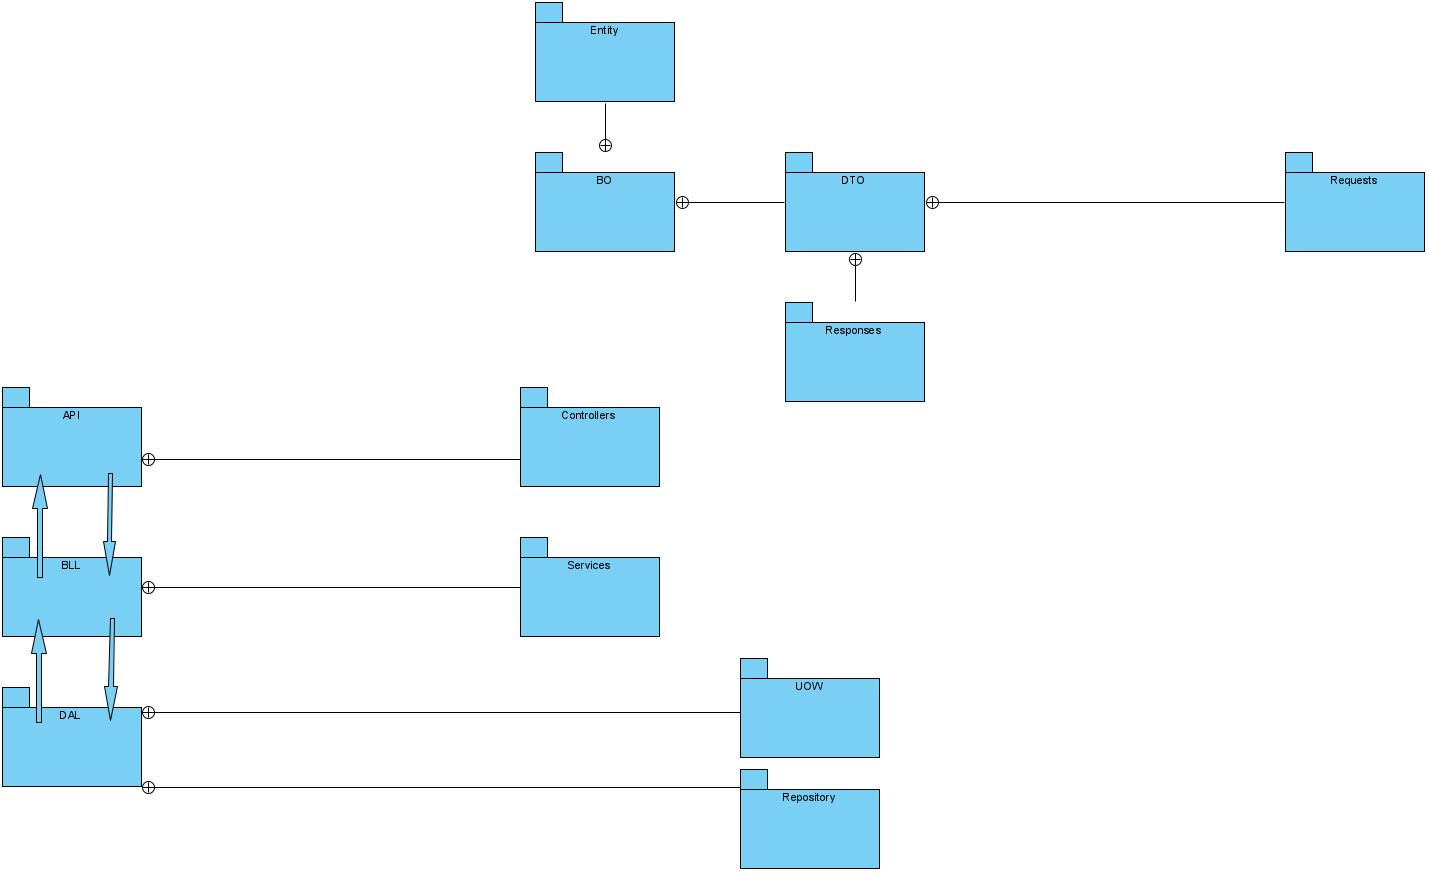 Entity
BO
DTO
Requests
Responses
API
Controllers
BLL
Services
UOW
DAL
Repository